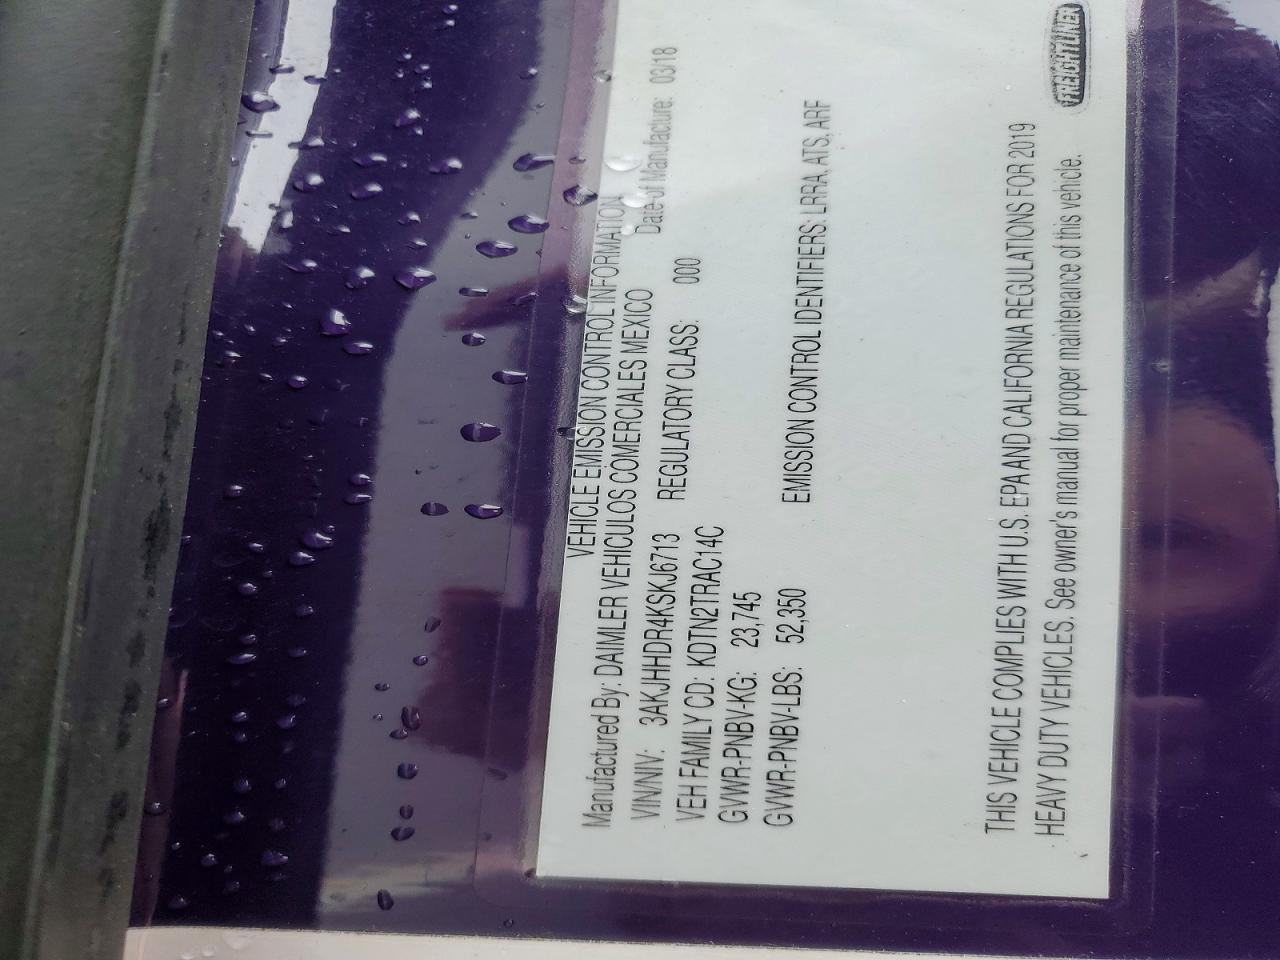 VEHICLE EMISSION CONTROL INFORMATION
Manufactured By: DAIMLER VEHICULOS COMERCIALES MEXICO Date of Manufacture: 03/18
VIN/NIV: 3AKJHHDR4KSKJ6713 REGULATORY CLASS: 000
VEH FAMILY CD: KDTN2TRAC14C
GVWR-PNBV-KG: 23,745
GVWR-PNBV-LBS: 52,350 EMISSION CONTROL IDENTIFIERS: LRRA, ATS, ARF
THIS VEHICLE COMPLIES WITH U.S. EPA AND CALIFORNIA REGULATIONS FOR 2019
HEAVY DUTY VEHICLES. See owner's manual for proper maintenance of this vehicle.
FREIGHTLINER